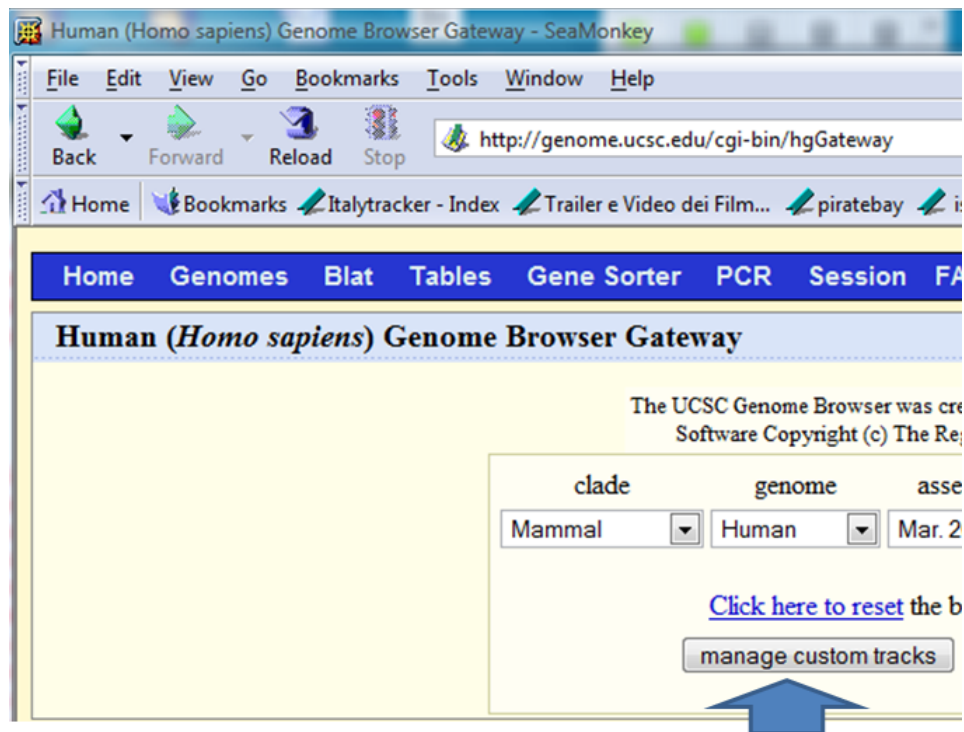 Human (Homo sapiens) Genome Browser Gateway - SeaMonkey
File Edit View Go Bookmarks Tools Window Help
Back Forward Reload Stop http://genome.ucsc.edu/cgi-bin/hgGateway
Home Bookmarks Italytracker - Index Trailer e Video dei Film... piratebay is
Home Genomes Blat Tables Gene Sorter PCR Session FA
Human (Homo sapiens) Genome Browser Gateway
The UCSC Genome Browser was cre
Software Copyright (c) The Reg
clade genome asse
Mammal Human Mar. 2
Click here to reset the b
manage custom tracks